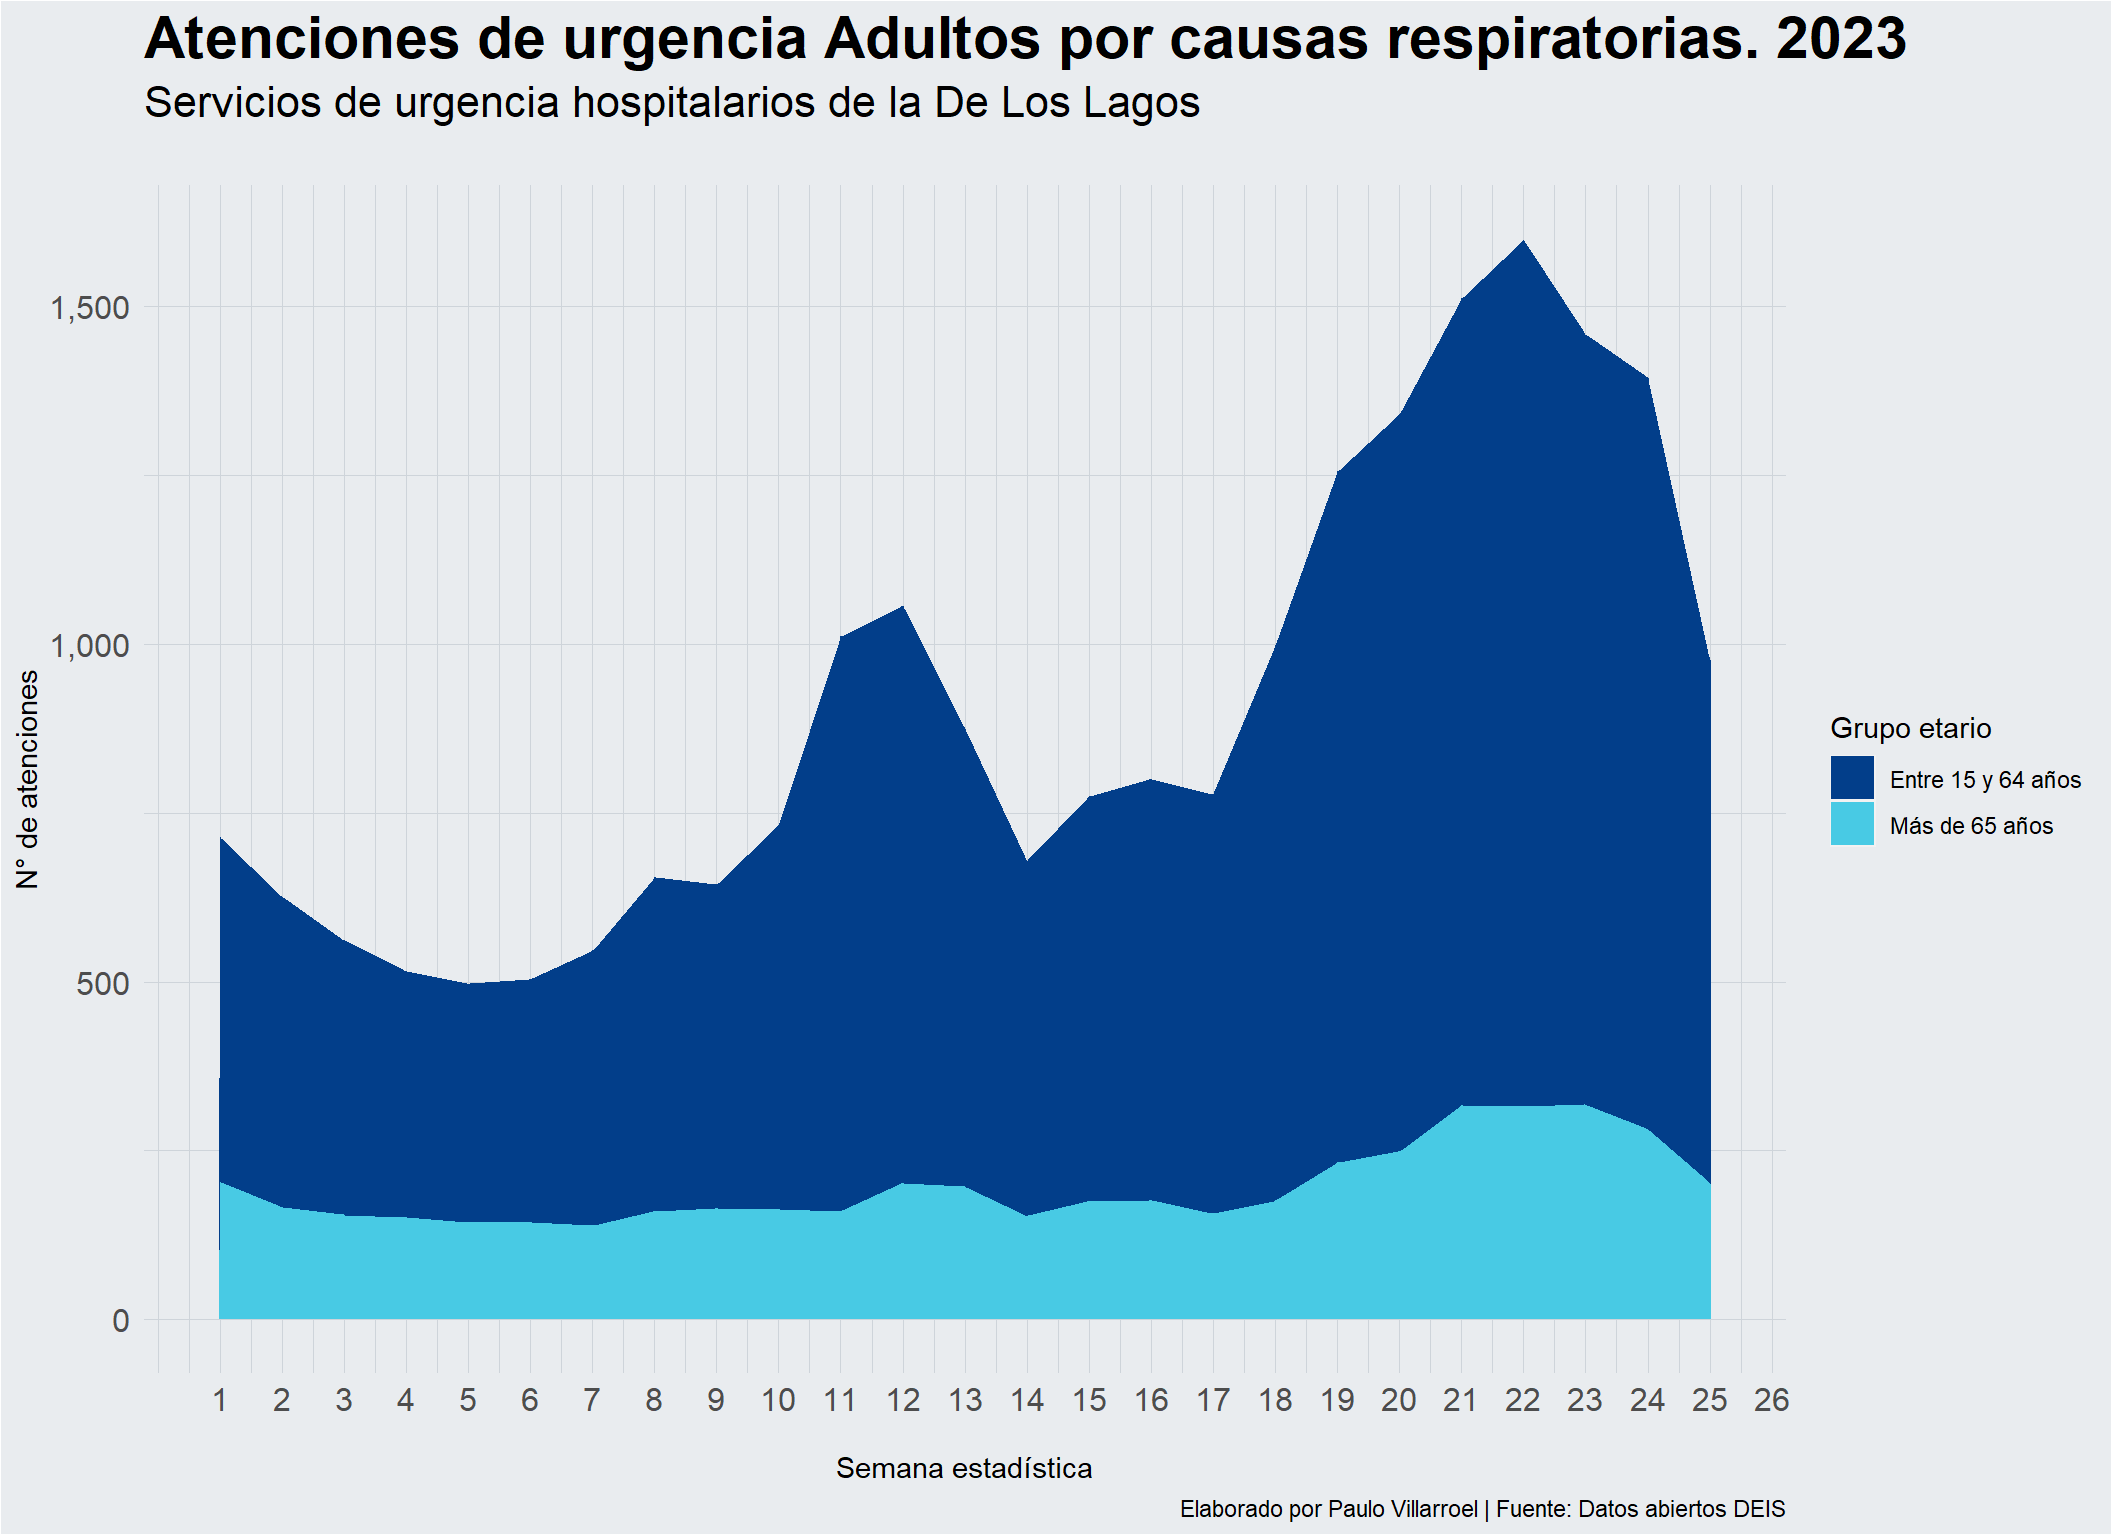 Atenciones de urgencia Adultos por causas respiratorias. 2023
Servicios de urgencia hospitalarios de la De Los Lagos
1,500
1,000
500
0
N° de atenciones
1 2 3 4 5 6 7 8 9 10 11 12 13 14 15 16 17 18 19 20 21 22 23 24 25 26
Semana estadística
Grupo etario
Entre 15 y 64 años
Más de 65 años
Elaborado por Paulo Villarroel | Fuente: Datos abiertos DEIS